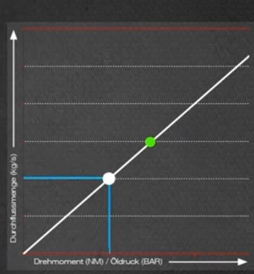 Durchflussmenge (kg/s)
Drehmoment (NM) / Öldruck (BAR)